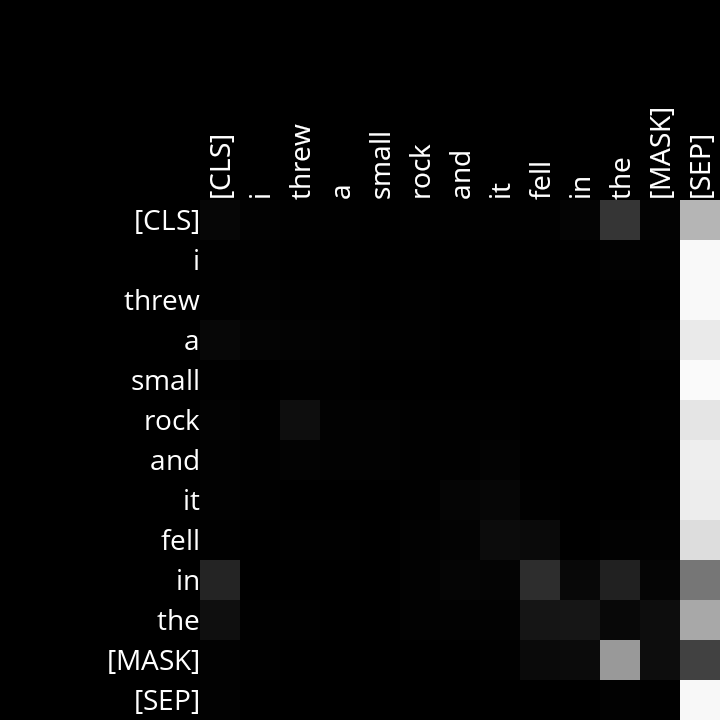 [CLS] i threw a small rock and it fell in the [MASK] [SEP]
[CLS]
i
threw
a
small
rock
and
it
fell
in
the
[MASK]
[SEP]